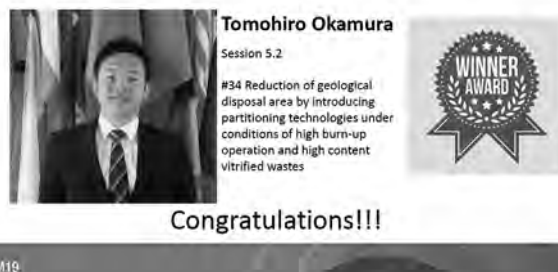 Tomohiro Okamura
Session 5.2
#34 Reduction of geological
disposal area by introducing
partitioning technologies under
conditions of high burn-up
operation and high content
vitrified wastes
WINNER
AWARD
Congratulations!!!
M19